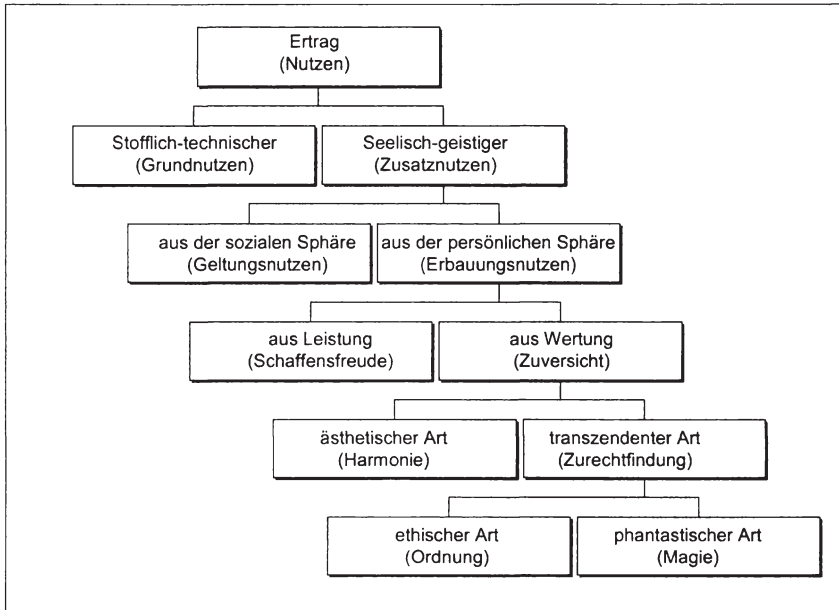 Ertrag
(Nutzen)
Stofflich-technischer
(Grundnutzen)
Seelisch-geistiger
(Zusatznutzen)
aus der sozialen Sphäre
(Geltungsnutzen)
aus der persönlichen Sphäre
(Erbauungsnutzen)
aus Leistung
(Schaffensfreude)
aus Wertung
(Zuversicht)
ästhetischer Art
(Harmonie)
transzendenter Art
(Zurechtfindung)
ethischer Art
(Ordnung)
phantastischer Art
(Magie)